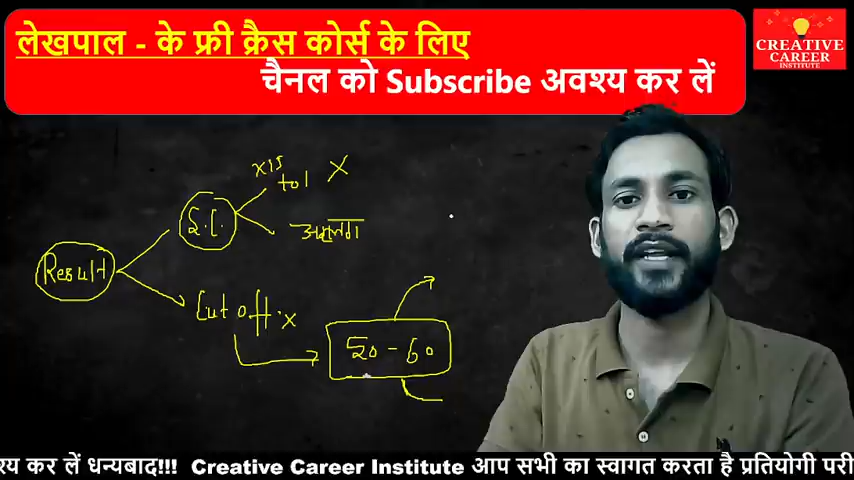 लेखपाल - के फ्री क्रैस कोर्स के लिए
चैनल को Subscribe अवश्य कर लें
CREATIVE
CAREER
INSTITUTE
X
Result
Cut off x
50 - 60
श्य कर लें धन्यबाद!!! Creative Career Institute आप सभी का स्वागत करता है प्रतियोगी परी